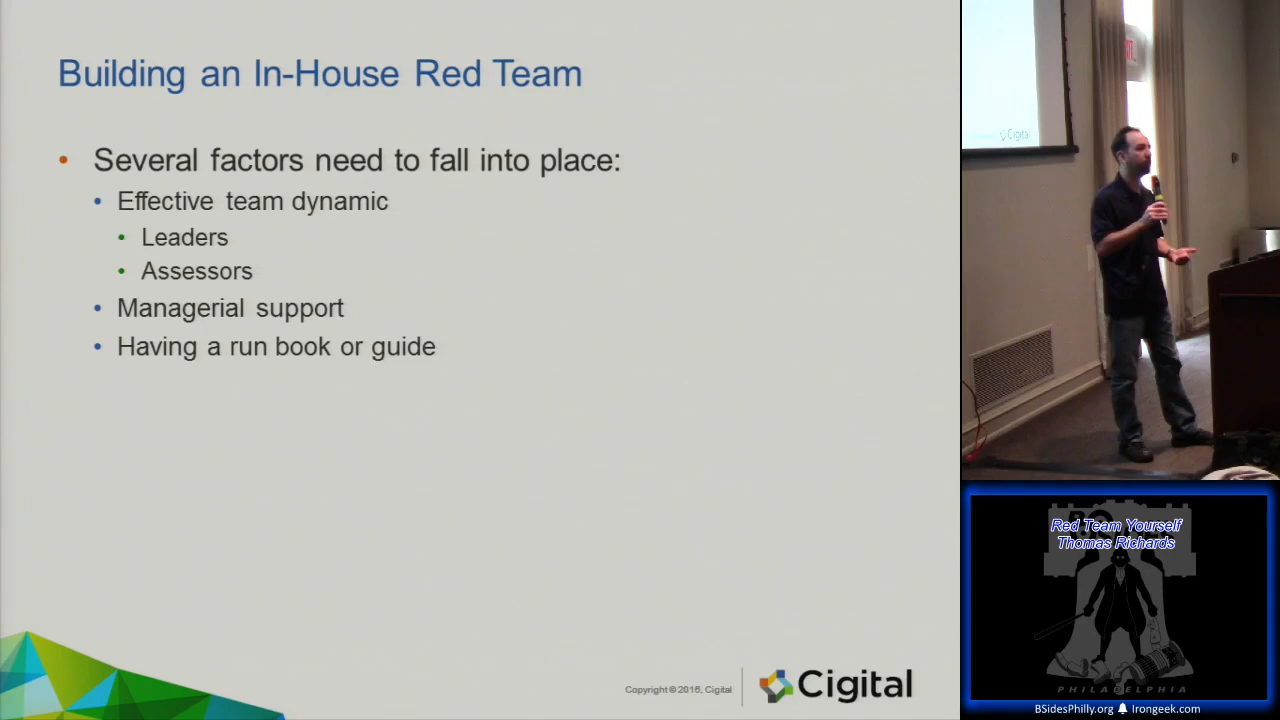 Building an In-House Red Team
Several factors need to fall into place:
Effective team dynamic
Leaders
Assessors
Managerial support
Having a run book or guide
Copyright © 2016, Cigital
Cigital
Cigital
Red Team Yourself
Thomas Richards
PHILADELPHIA
BSidesPhilly.org Irongeek.com